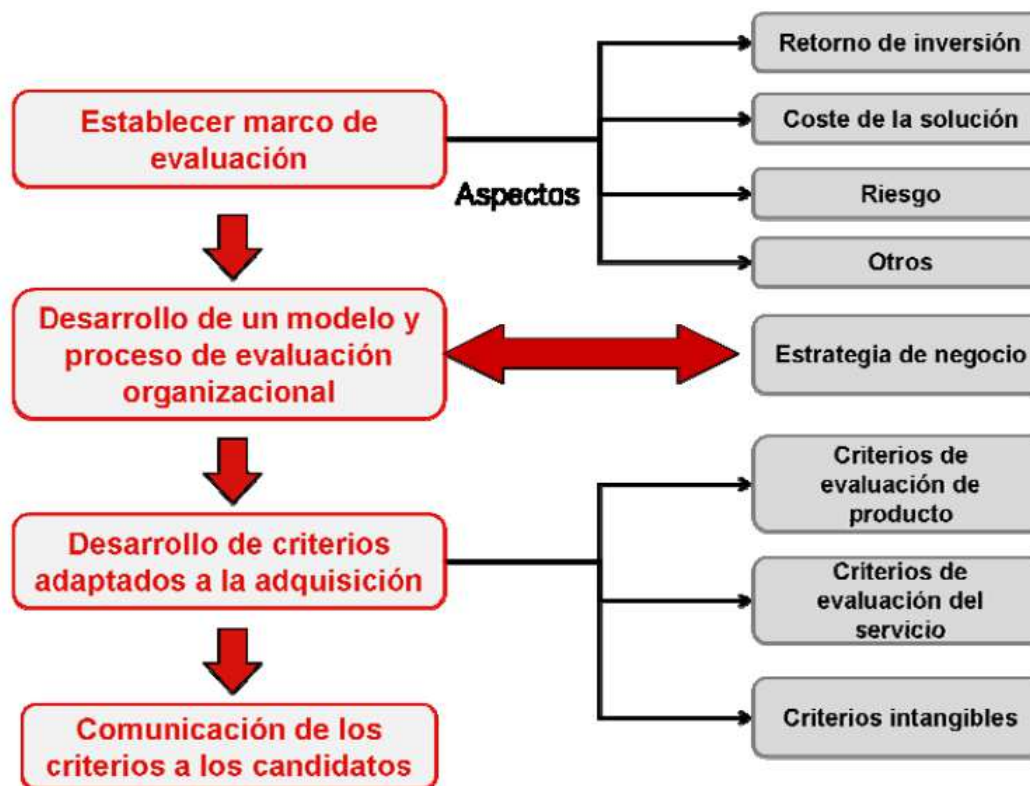 Establecer marco de
evaluación
Aspectos
Retorno de inversión
Coste de la solución
Riesgo
Otros
Desarrollo de un modelo y
proceso de evaluación
organizacional
Estrategia de negocio
Desarrollo de criterios
adaptados a la adquisición
Criterios de
evaluación de
producto
Criterios de
evaluación del
servicio
Criterios intangibles
Comunicación de los
criterios a los candidatos